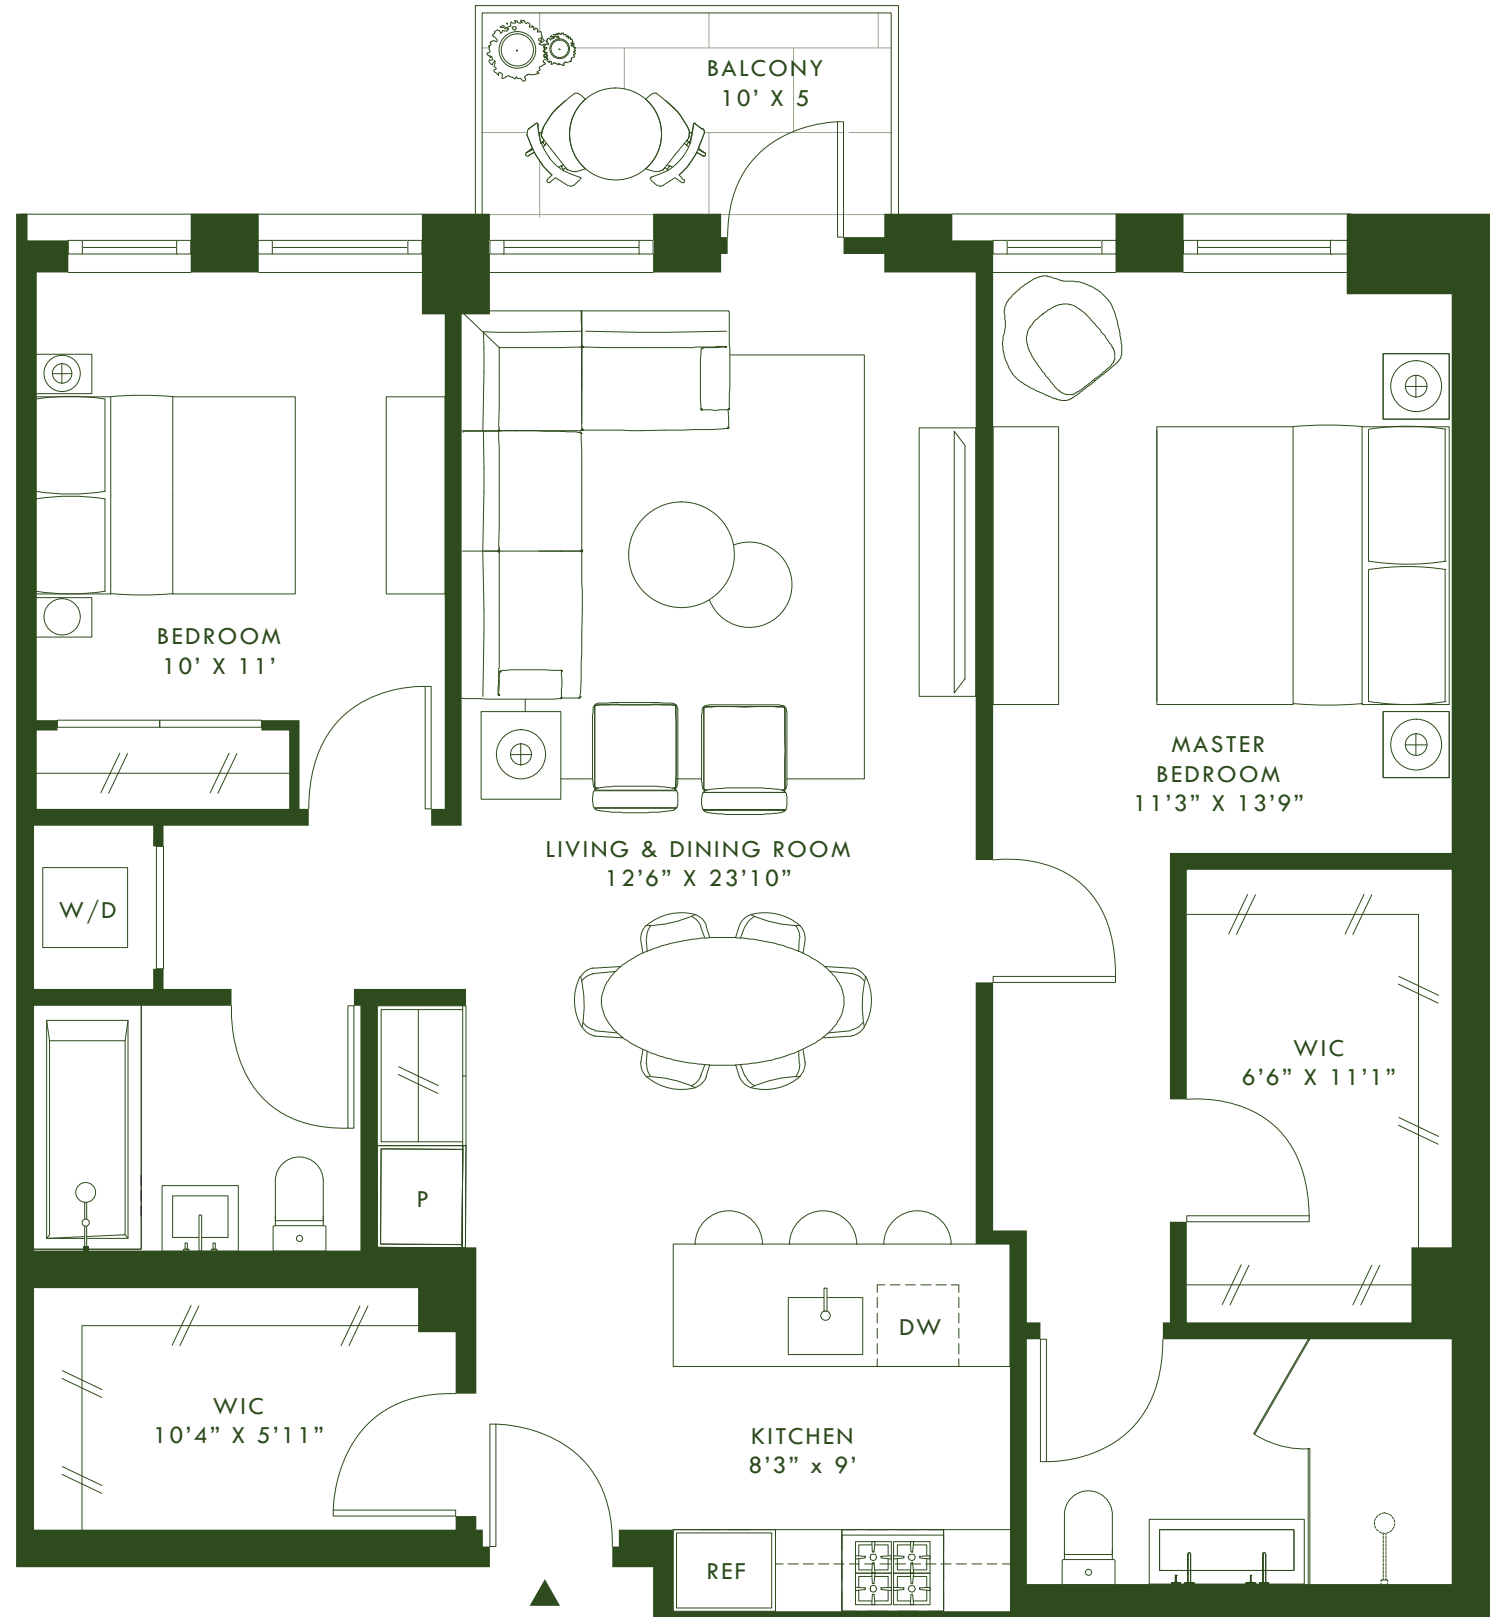 BALCONY
10’ X 5
BEDROOM
10’ X 11’
MASTER
BEDROOM
11’3” X 13’9”
LIVING & DINING ROOM
12’6” X 23’10”
W/D
WIC
6’6” X 11’1”
P
DW
WIC
10’4” X 5’11”
KITCHEN
8’3” x 9’
REF